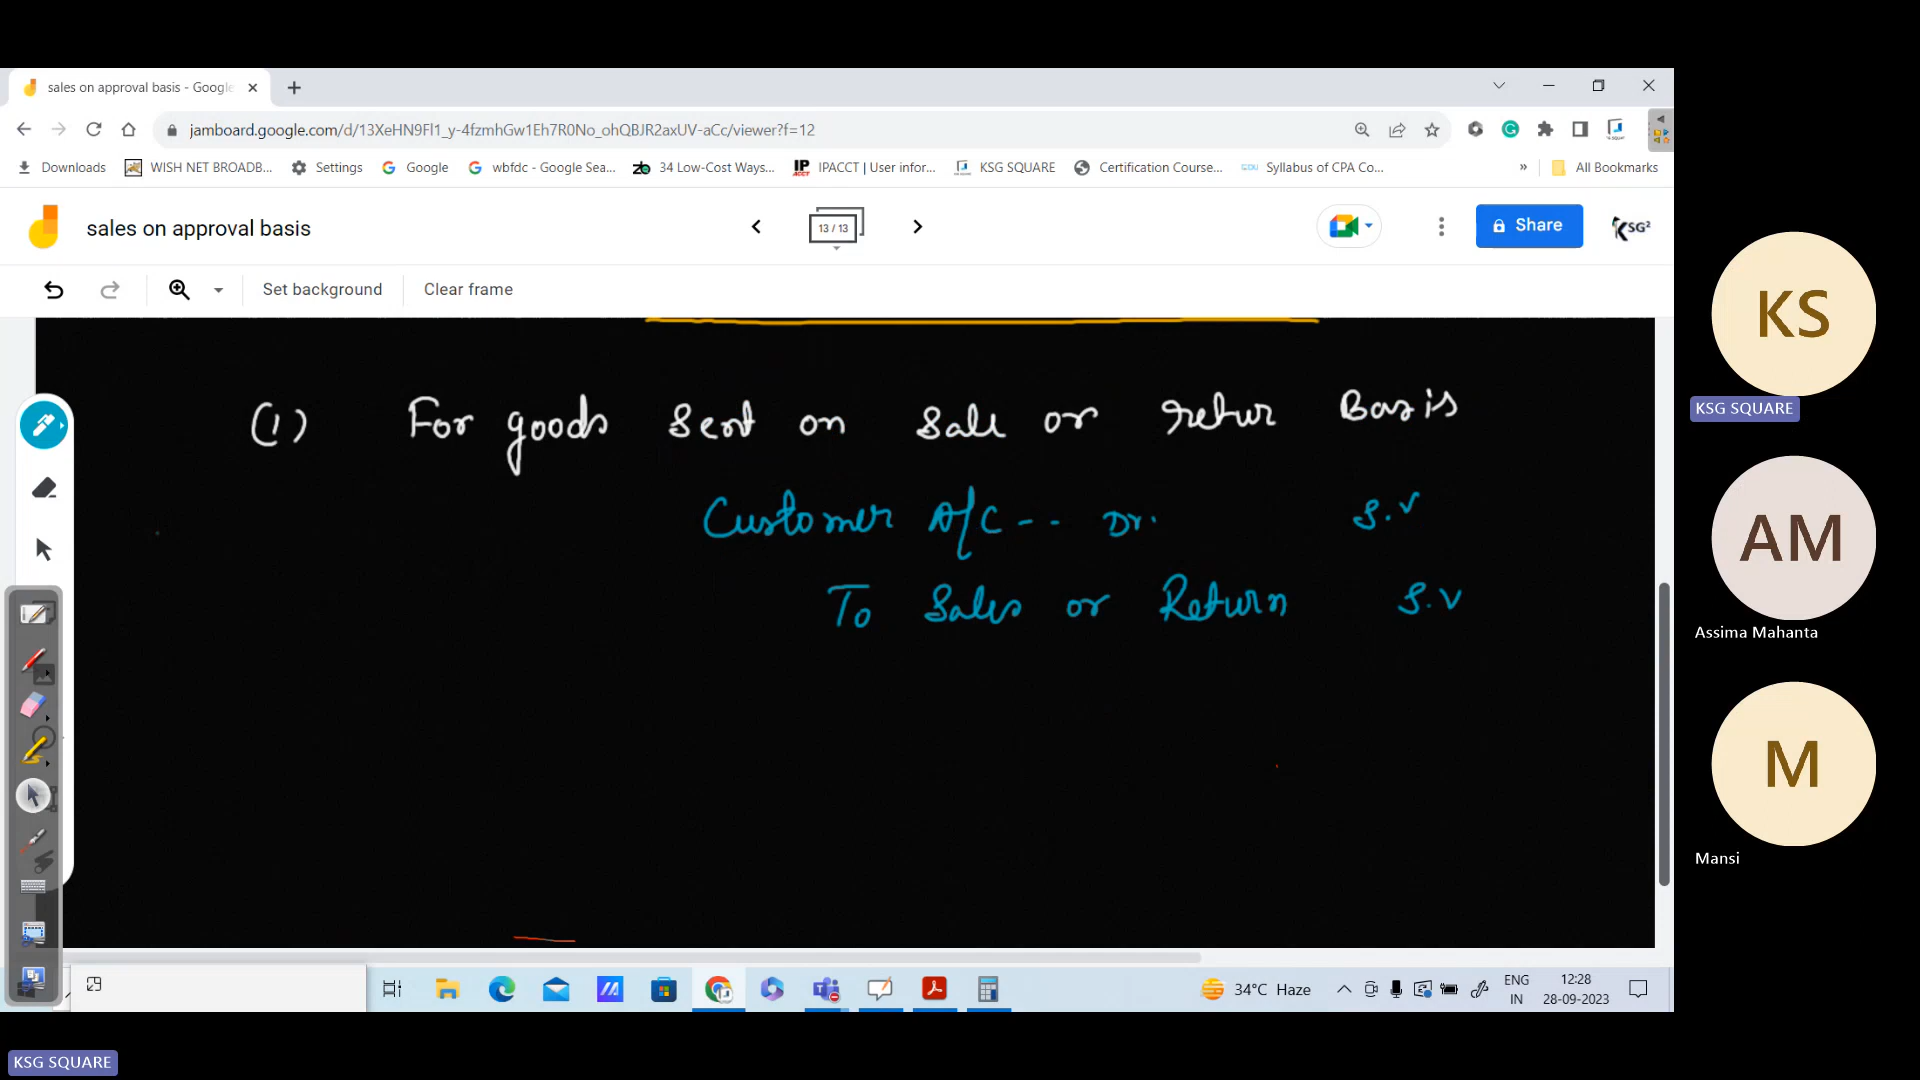 sales on approval basis - Google
jamboard.google.com/d/13XeHN9Fl1_y-4fzmhGw1Eh7R0No_ohQBJR2axUV-aCc/viewer?f=12
Downloads WISH NET BROADB... Settings Google wbfdc - Google Sea... 34 Low-Cost Ways... IPACCT | User infor... KSG SQUARE Certification Course... Syllabus of CPA Co... » All Bookmarks
sales on approval basis 13 / 13 Share KSG²
Set background Clear frame
(1) For goods Sent on Sale or retur Basis
Customer A/C -- Dr. S.V
To Sales or Return S.V
34°C Haze ENG IN 12:28 28-09-2023
KS
KSG SQUARE
AM
Assima Mahanta
M
Mansi
KSG SQUARE